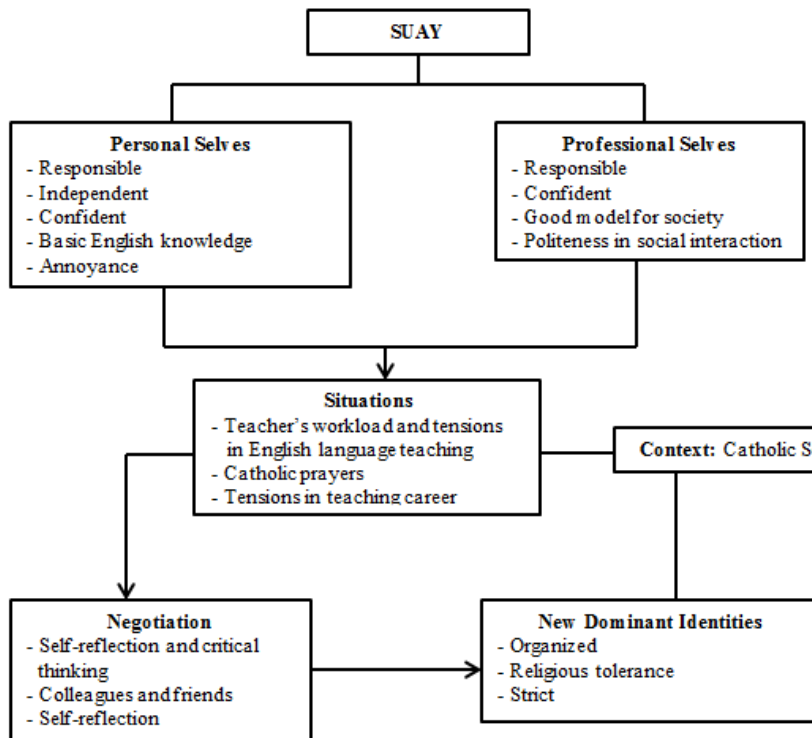 SUAY
Personal Selves
- Responsible
- Independent
- Confident
- Basic English knowledge
- Annoyance
Professional Selves
- Responsible
- Confident
- Good model for society
- Politeness in social interaction
Situations
- Teacher's workload and tensions
in English language teaching
- Catholic prayers
- Tensions in teaching career
Context: Catholic S
Negotiation
- Self-reflection and critical
thinking
- Colleagues and friends
- Self-reflection
New Dominant Identities
- Organized
- Religious tolerance
- Strict